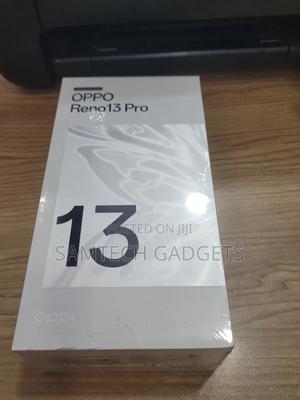 OPPO
Reno13 Pro
13
TED ON JIJI
SAMTECH GADGETS
oppo